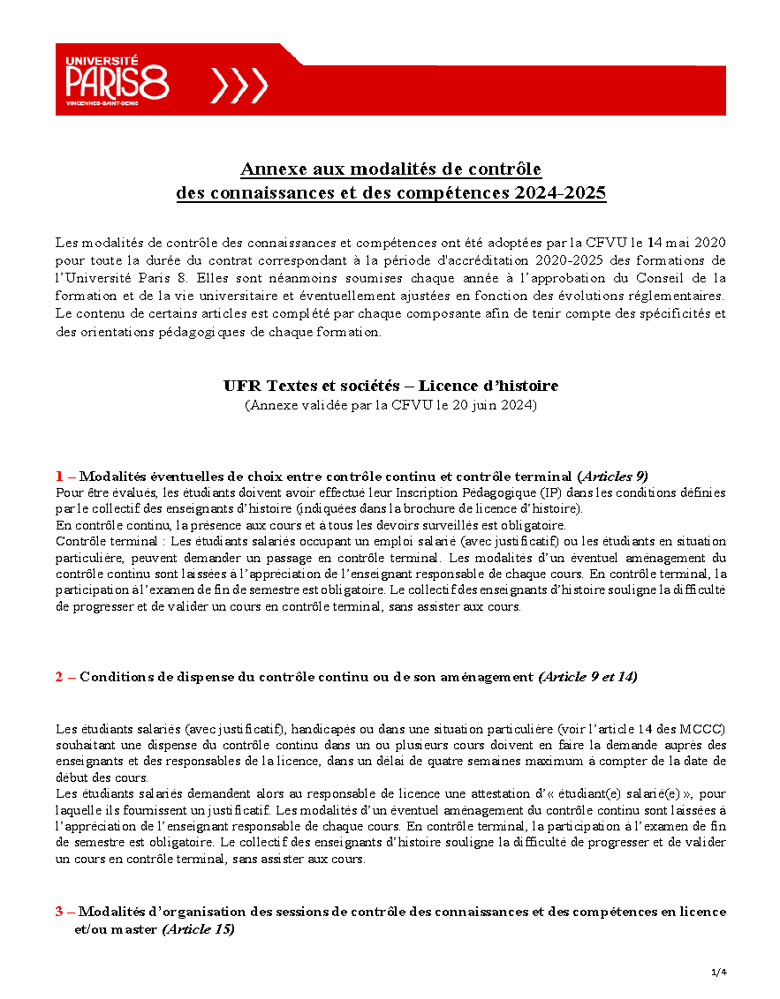 UNIVERSITÉ
PARIS8
VINCENNES-SAINT-DENIS
Annexe aux modalités de contrôle
des connaissances et des compétences 2024-2025
Les modalités de contrôle des connaissances et compétences ont été adoptées par la CFVU le 14 mai 2020
pour toute la durée du contrat correspondant à la période d'accréditation 2020-2025 des formations de
l’Université Paris 8. Elles sont néanmoins soumises chaque année à l’approbation du Conseil de la
formation et de la vie universitaire et éventuellement ajustées en fonction des évolutions réglementaires.
Le contenu de certains articles est complété par chaque composante afin de tenir compte des spécificités et
des orientations pédagogiques de chaque formation.
UFR Textes et sociétés – Licence d’histoire
(Annexe validée par la CFVU le 20 juin 2024)
1 – Modalités éventuelles de choix entre contrôle continu et contrôle terminal (Articles 9)
Pour être évalués, les étudiants doivent avoir effectué leur Inscription Pédagogique (IP) dans les conditions définies
par le collectif des enseignants d’histoire (indiquées dans la brochure de licence d’histoire).
En contrôle continu, la présence aux cours et à tous les devoirs surveillés est obligatoire.
Contrôle terminal : Les étudiants salariés occupant un emploi salarié (avec justificatif) ou les étudiants en situation
particulière, peuvent demander un passage en contrôle terminal. Les modalités d’un éventuel aménagement du
contrôle continu sont laissées à l’appréciation de l’enseignant responsable de chaque cours. En contrôle terminal, la
participation à l’examen de fin de semestre est obligatoire. Le collectif des enseignants d’histoire souligne la difficulté
de progresser et de valider un cours en contrôle terminal, sans assister aux cours.
2 – Conditions de dispense du contrôle continu ou de son aménagement (Article 9 et 14)
Les étudiants salariés (avec justificatif), handicapés ou dans une situation particulière (voir l’article 14 des MCCC)
souhaitant une dispense du contrôle continu dans un ou plusieurs cours doivent en faire la demande auprès des
enseignants et des responsables de la licence, dans un délai de quatre semaines maximum à compter de la date de
début des cours.
Les étudiants salariés demandent alors au responsable de licence une attestation d’« étudiant(e) salarié(e) », pour
laquelle ils fournissent un justificatif. Les modalités d’un éventuel aménagement du contrôle continu sont laissées à
l’appréciation de l’enseignant responsable de chaque cours. En contrôle terminal, la participation à l’examen de fin
de semestre est obligatoire. Le collectif des enseignants d’histoire souligne la difficulté de progresser et de valider
un cours en contrôle terminal, sans assister aux cours.
3 – Modalités d’organisation des sessions de contrôle des connaissances et des compétences en licence
et/ou master (Article 15)
1/4